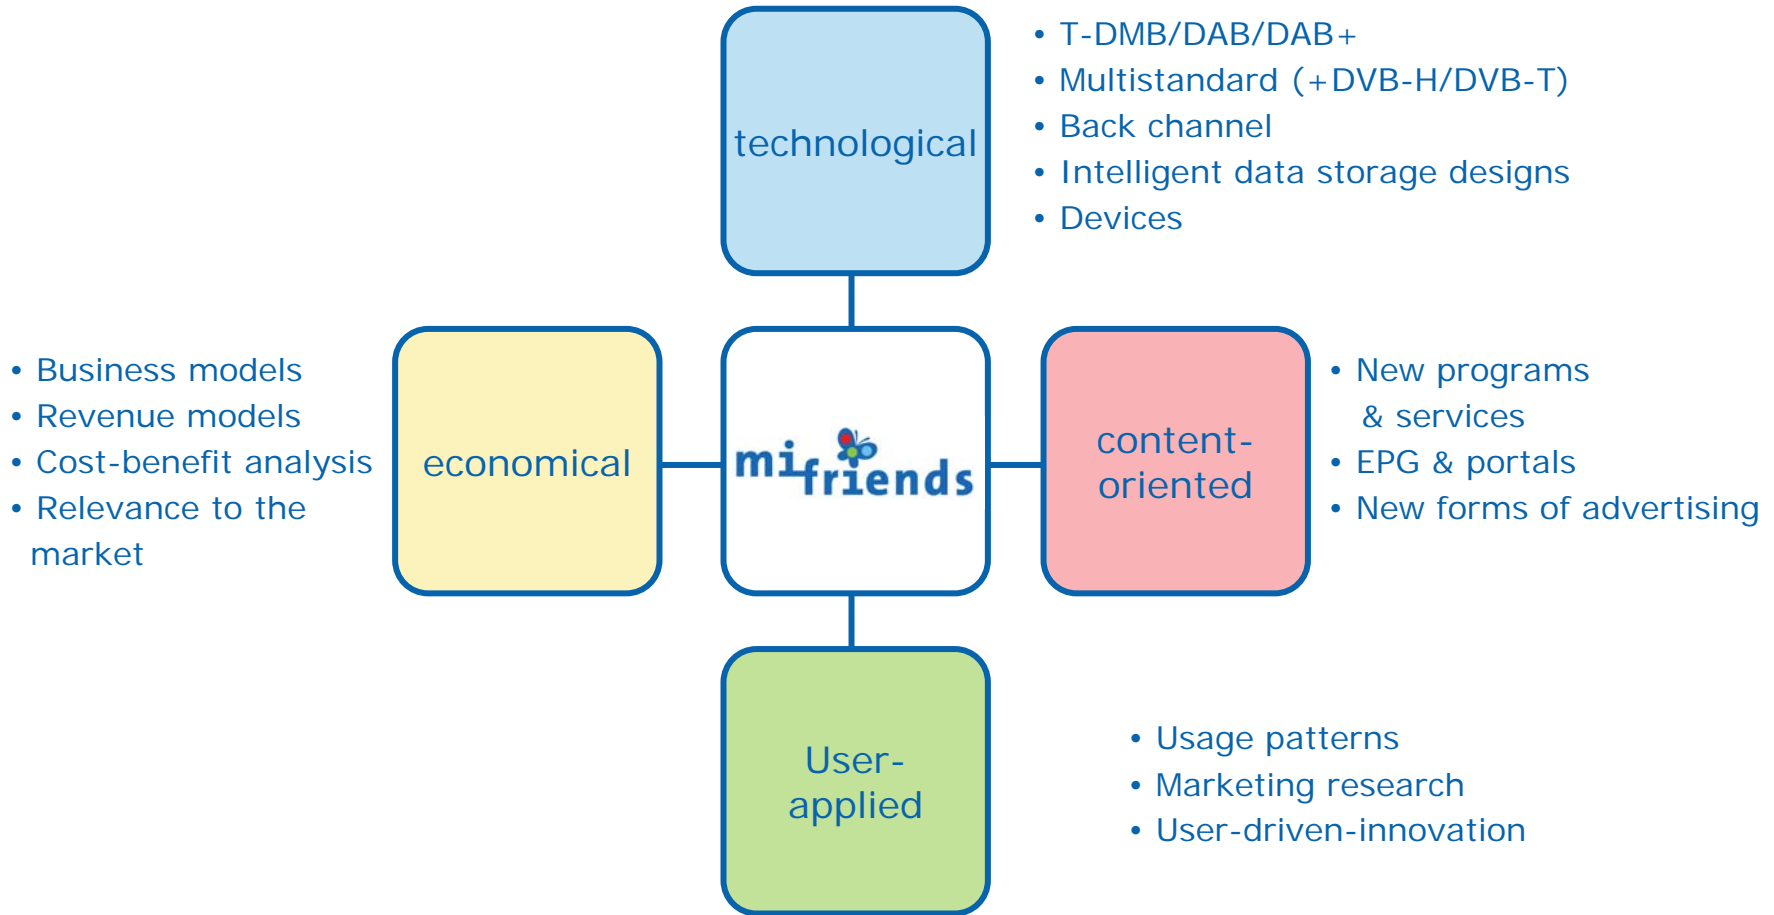 technological
• T-DMB/DAB/DAB+
• Multistandard (+DVB-H/DVB-T)
• Back channel
• Intelligent data storage designs
• Devices
• Business models
• Revenue models
• Cost-benefit analysis
• Relevance to the
market
economical
mifriends
content-
oriented
• New programs
& services
• EPG & portals
• New forms of advertising
User-
applied
• Usage patterns
• Marketing research
• User-driven-innovation